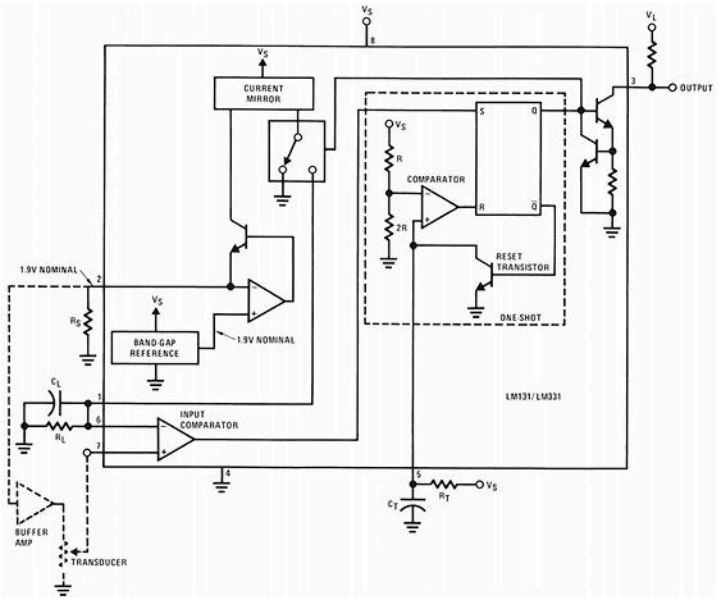 VS
8
VL
3
OUTPUT
VS
CURRENT
MIRROR
VS
R
2R
COMPARATOR
−
+
S
Q
R
Q̅
RESET
TRANSISTOR
ONE-SHOT
1.9V NOMINAL
2
RS
VS
BAND-GAP
REFERENCE
−
+
1.9V NOMINAL
LM131/LM331
CL
1
RL
6
7
INPUT
COMPARATOR
−
+
4
5
RT
VS
CT
BUFFER
AMP
TRANSDUCER